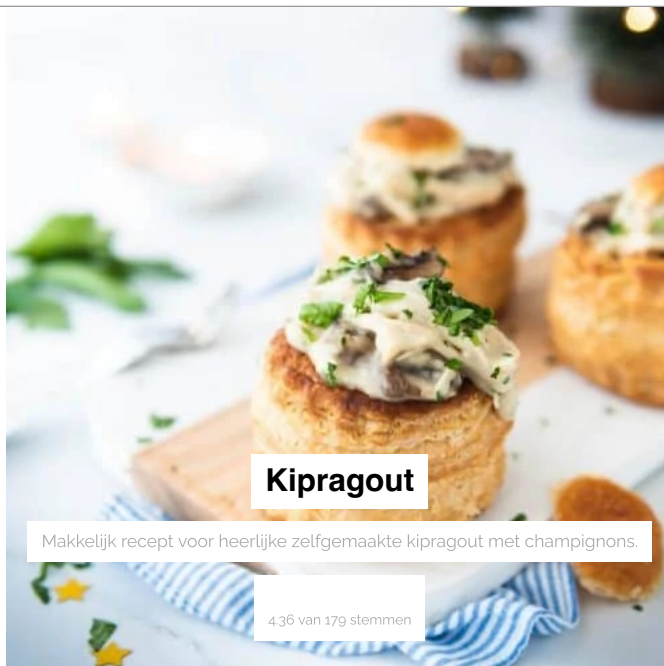 Kipragout
Makkelijk recept voor heerlijke zelfgemaakte kipragout met champignons.
4.36 van 179 stemmen